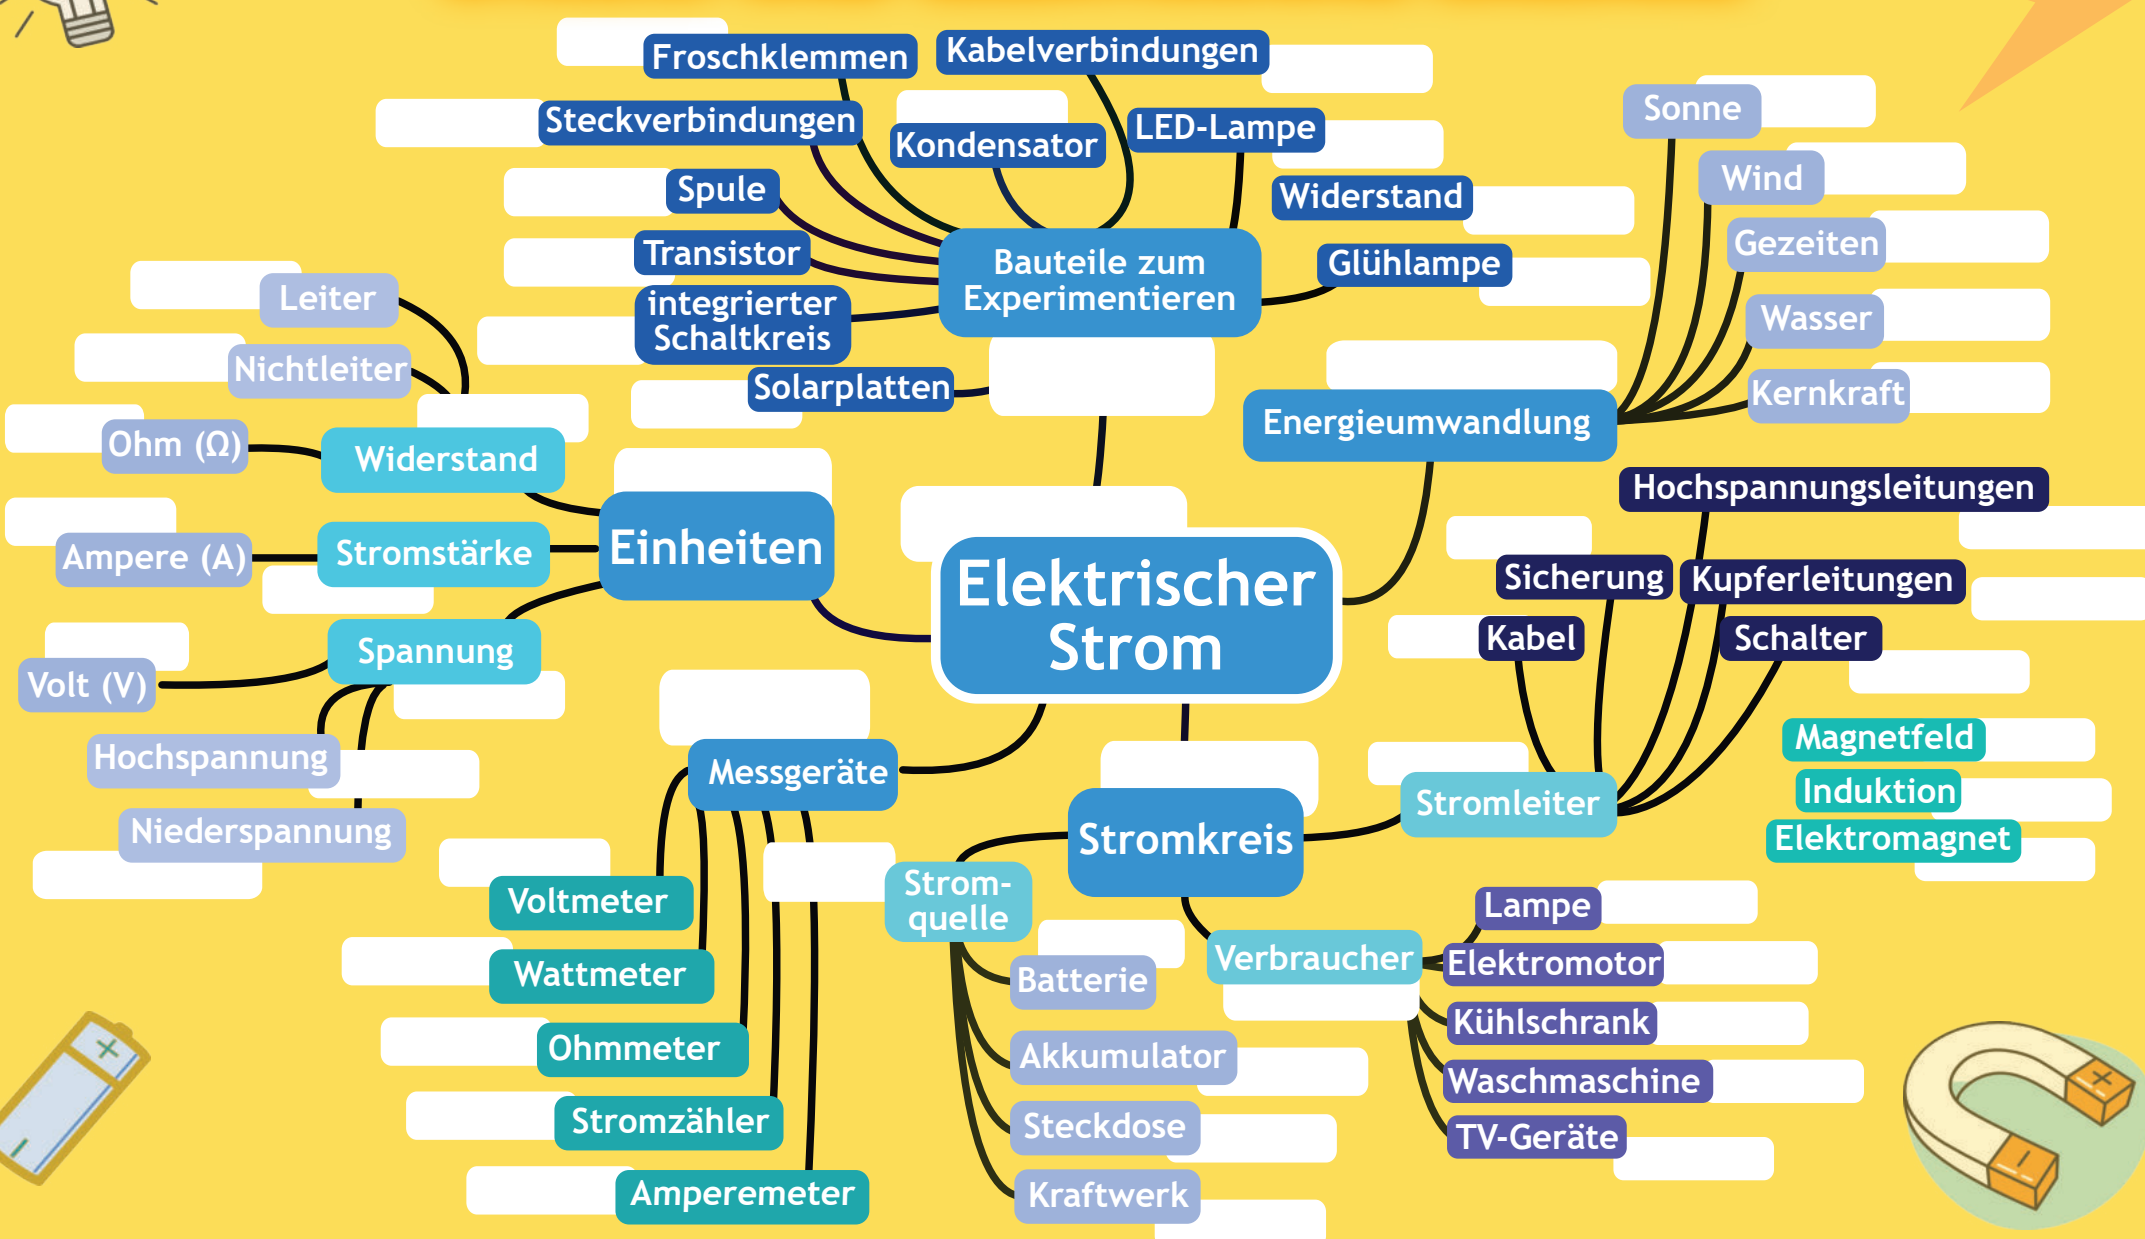 Froschklemmen
Kabelverbindungen
Steckverbindungen
Kondensator
LED-Lampe
Spule
Widerstand
Transistor
Glühlampe
integrierter
Schaltkreis
Solarplatten
Bauteile zum
Experimentieren
Sonne
Wind
Gezeiten
Wasser
Kernkraft
Energieumwandlung
Leiter
Nichtleiter
Ohm (Ω)
Widerstand
Ampere (A)
Stromstärke
Einheiten
Volt (V)
Spannung
Hochspannung
Niederspannung
Elektrischer
Strom
Hochspannungsleitungen
Sicherung
Kupferleitungen
Kabel
Schalter
Stromleiter
Magnetfeld
Induktion
Elektromagnet
Messgeräte
Voltmeter
Wattmeter
Ohmmeter
Stromzähler
Amperemeter
Stromkreis
Strom-
quelle
Batterie
Akkumulator
Steckdose
Kraftwerk
Verbraucher
Lampe
Elektromotor
Kühlschrank
Waschmaschine
TV-Geräte
+
–
+
–